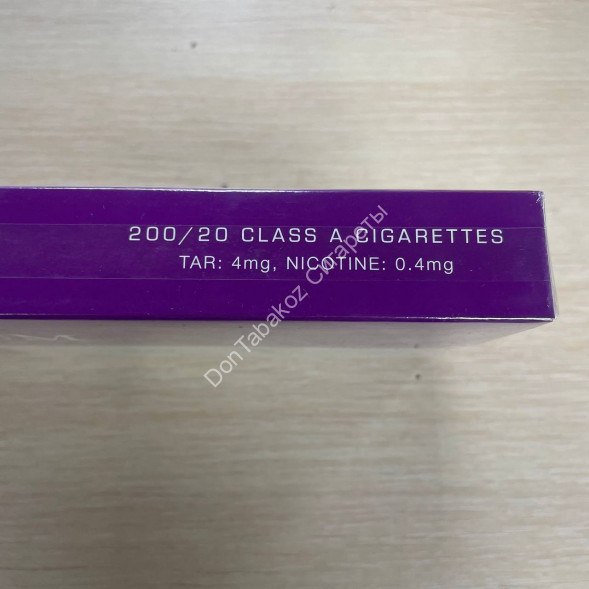 200/20 CLASS A CIGARETTES
TAR: 4mg, NICOTINE: 0.4mg
DonTabakoz Сигареты